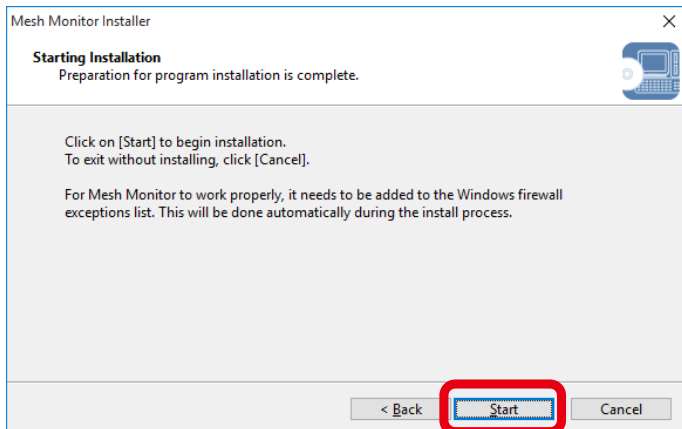 Mesh Monitor Installer
Starting Installation
Preparation for program installation is complete.
Click on [Start] to begin installation.
To exit without installing, click [Cancel].
For Mesh Monitor to work properly, it needs to be added to the Windows firewall
exceptions list. This will be done automatically during the install process.
< Back Start Cancel